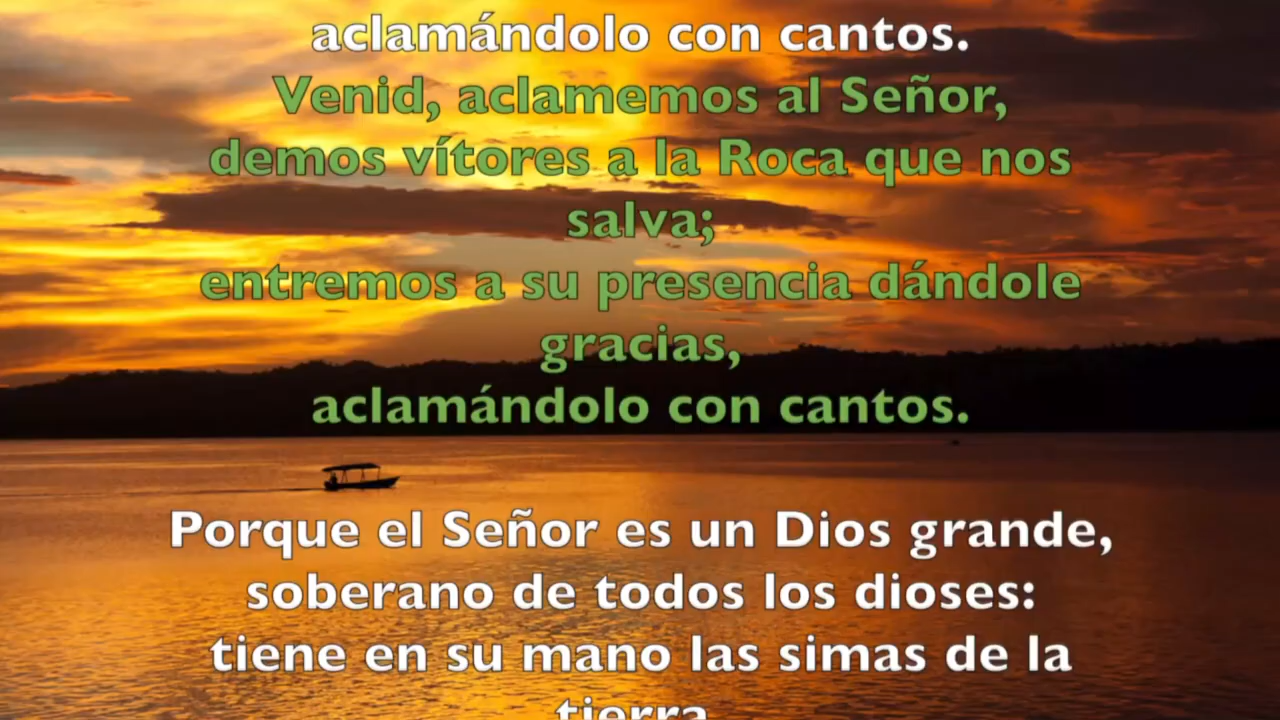 aclamándolo con cantos.
Venid, aclamemos al Señor,
demos vítores a la Roca que nos
salva;
entremos a su presencia dándole
gracias,
aclamándolo con cantos.
Porque el Señor es un Dios grande,
soberano de todos los dioses:
tiene en su mano las simas de la
tierra